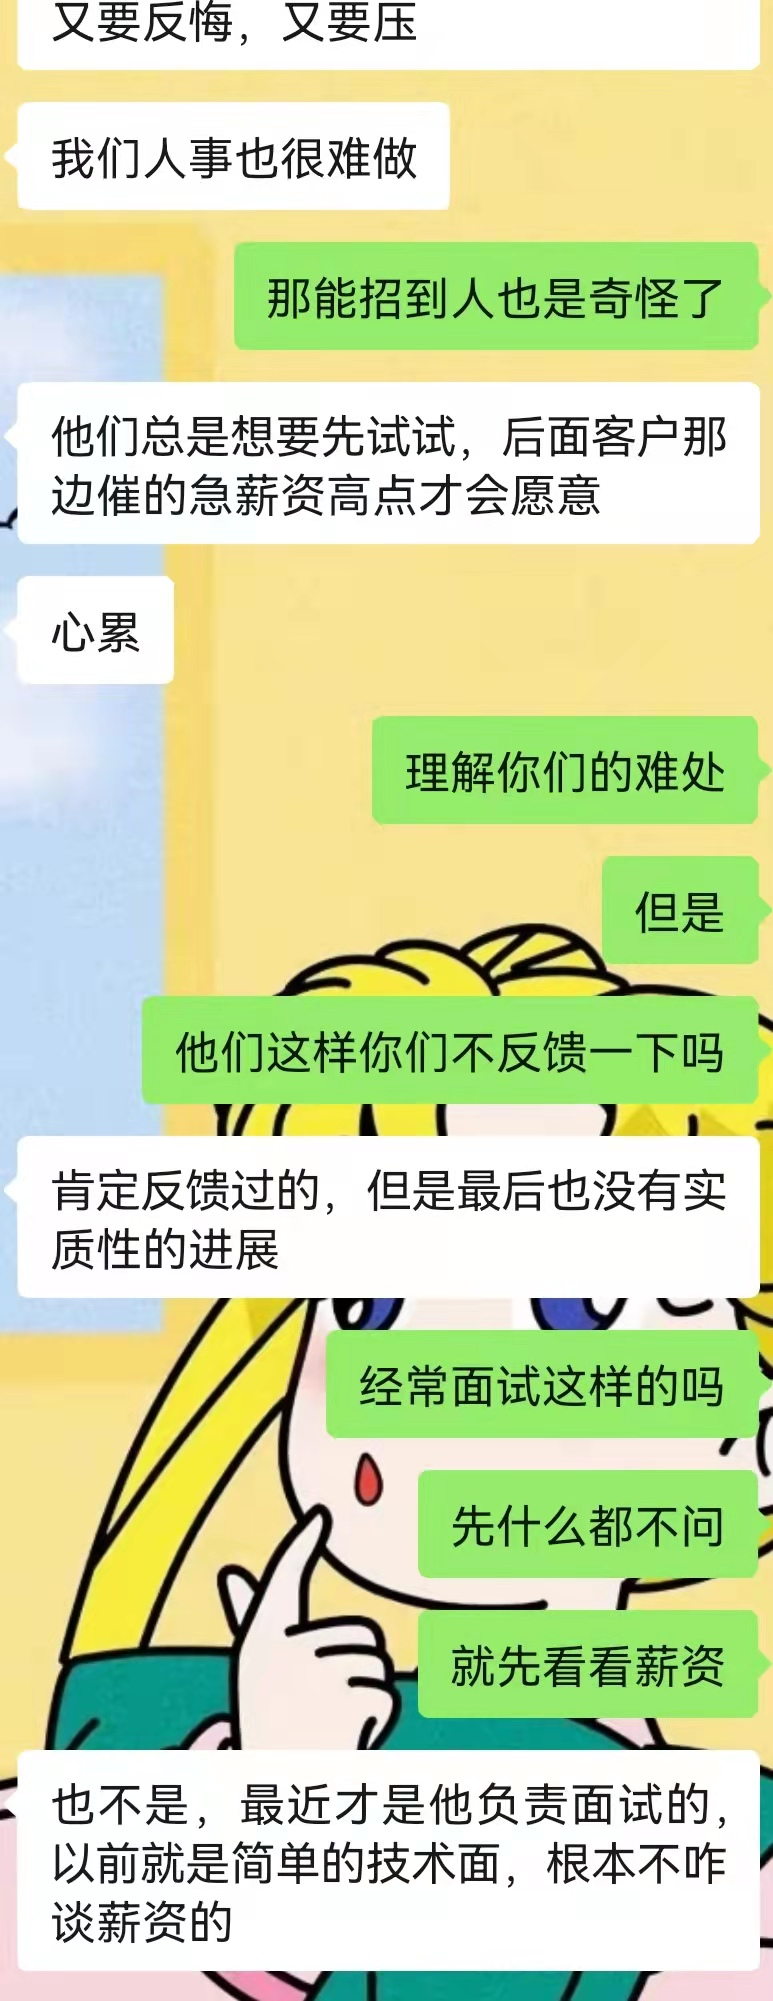 又要反悔，又要压
我们人事也很难做
那能招到人也是奇怪了
他们总是想要先试试，后面客户那
边催的急薪资高点才会愿意
心累
理解你们的难处
但是
他们这样你们不反馈一下吗
肯定反馈过的，但是最后也没有实
质性的进展
经常面试这样的吗
先什么都不问
就先看看薪资
也不是，最近才是他负责面试的，
以前就是简单的技术面，根本不咋
谈薪资的